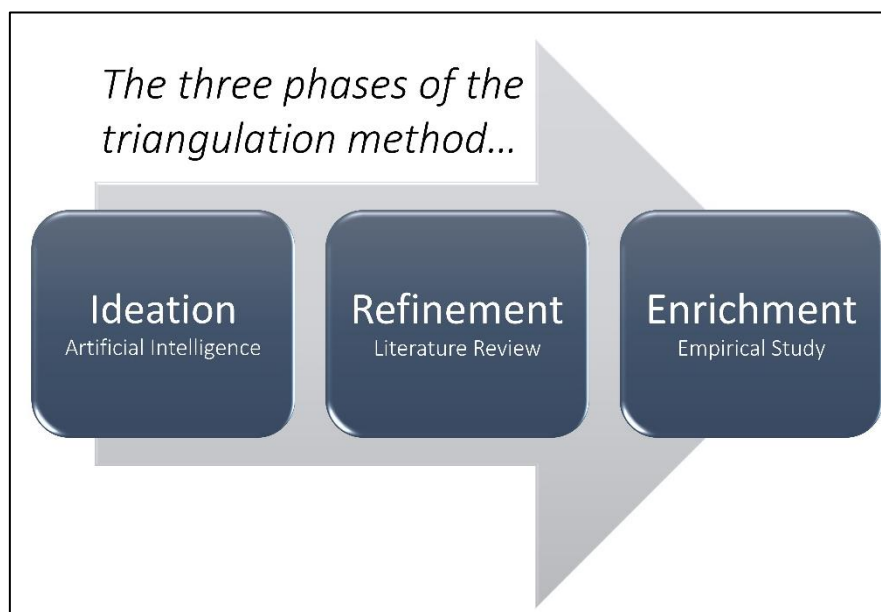 The three phases of the
triangulation method...
Ideation
Artificial Intelligence
Refinement
Literature Review
Enrichment
Empirical Study